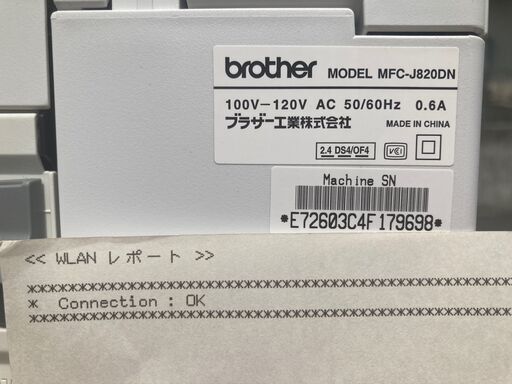 brother MODEL MFC-J820DN
100V－120V AC 50/60Hz 0.6A
ブラザー工業株式会社 MADE IN CHINA
2.4 DS4/OF4 VCI
Machine SN
*E72603C4F179698*
<< WLAN レポート >>
************************************************
* Connection : OK
************************************************